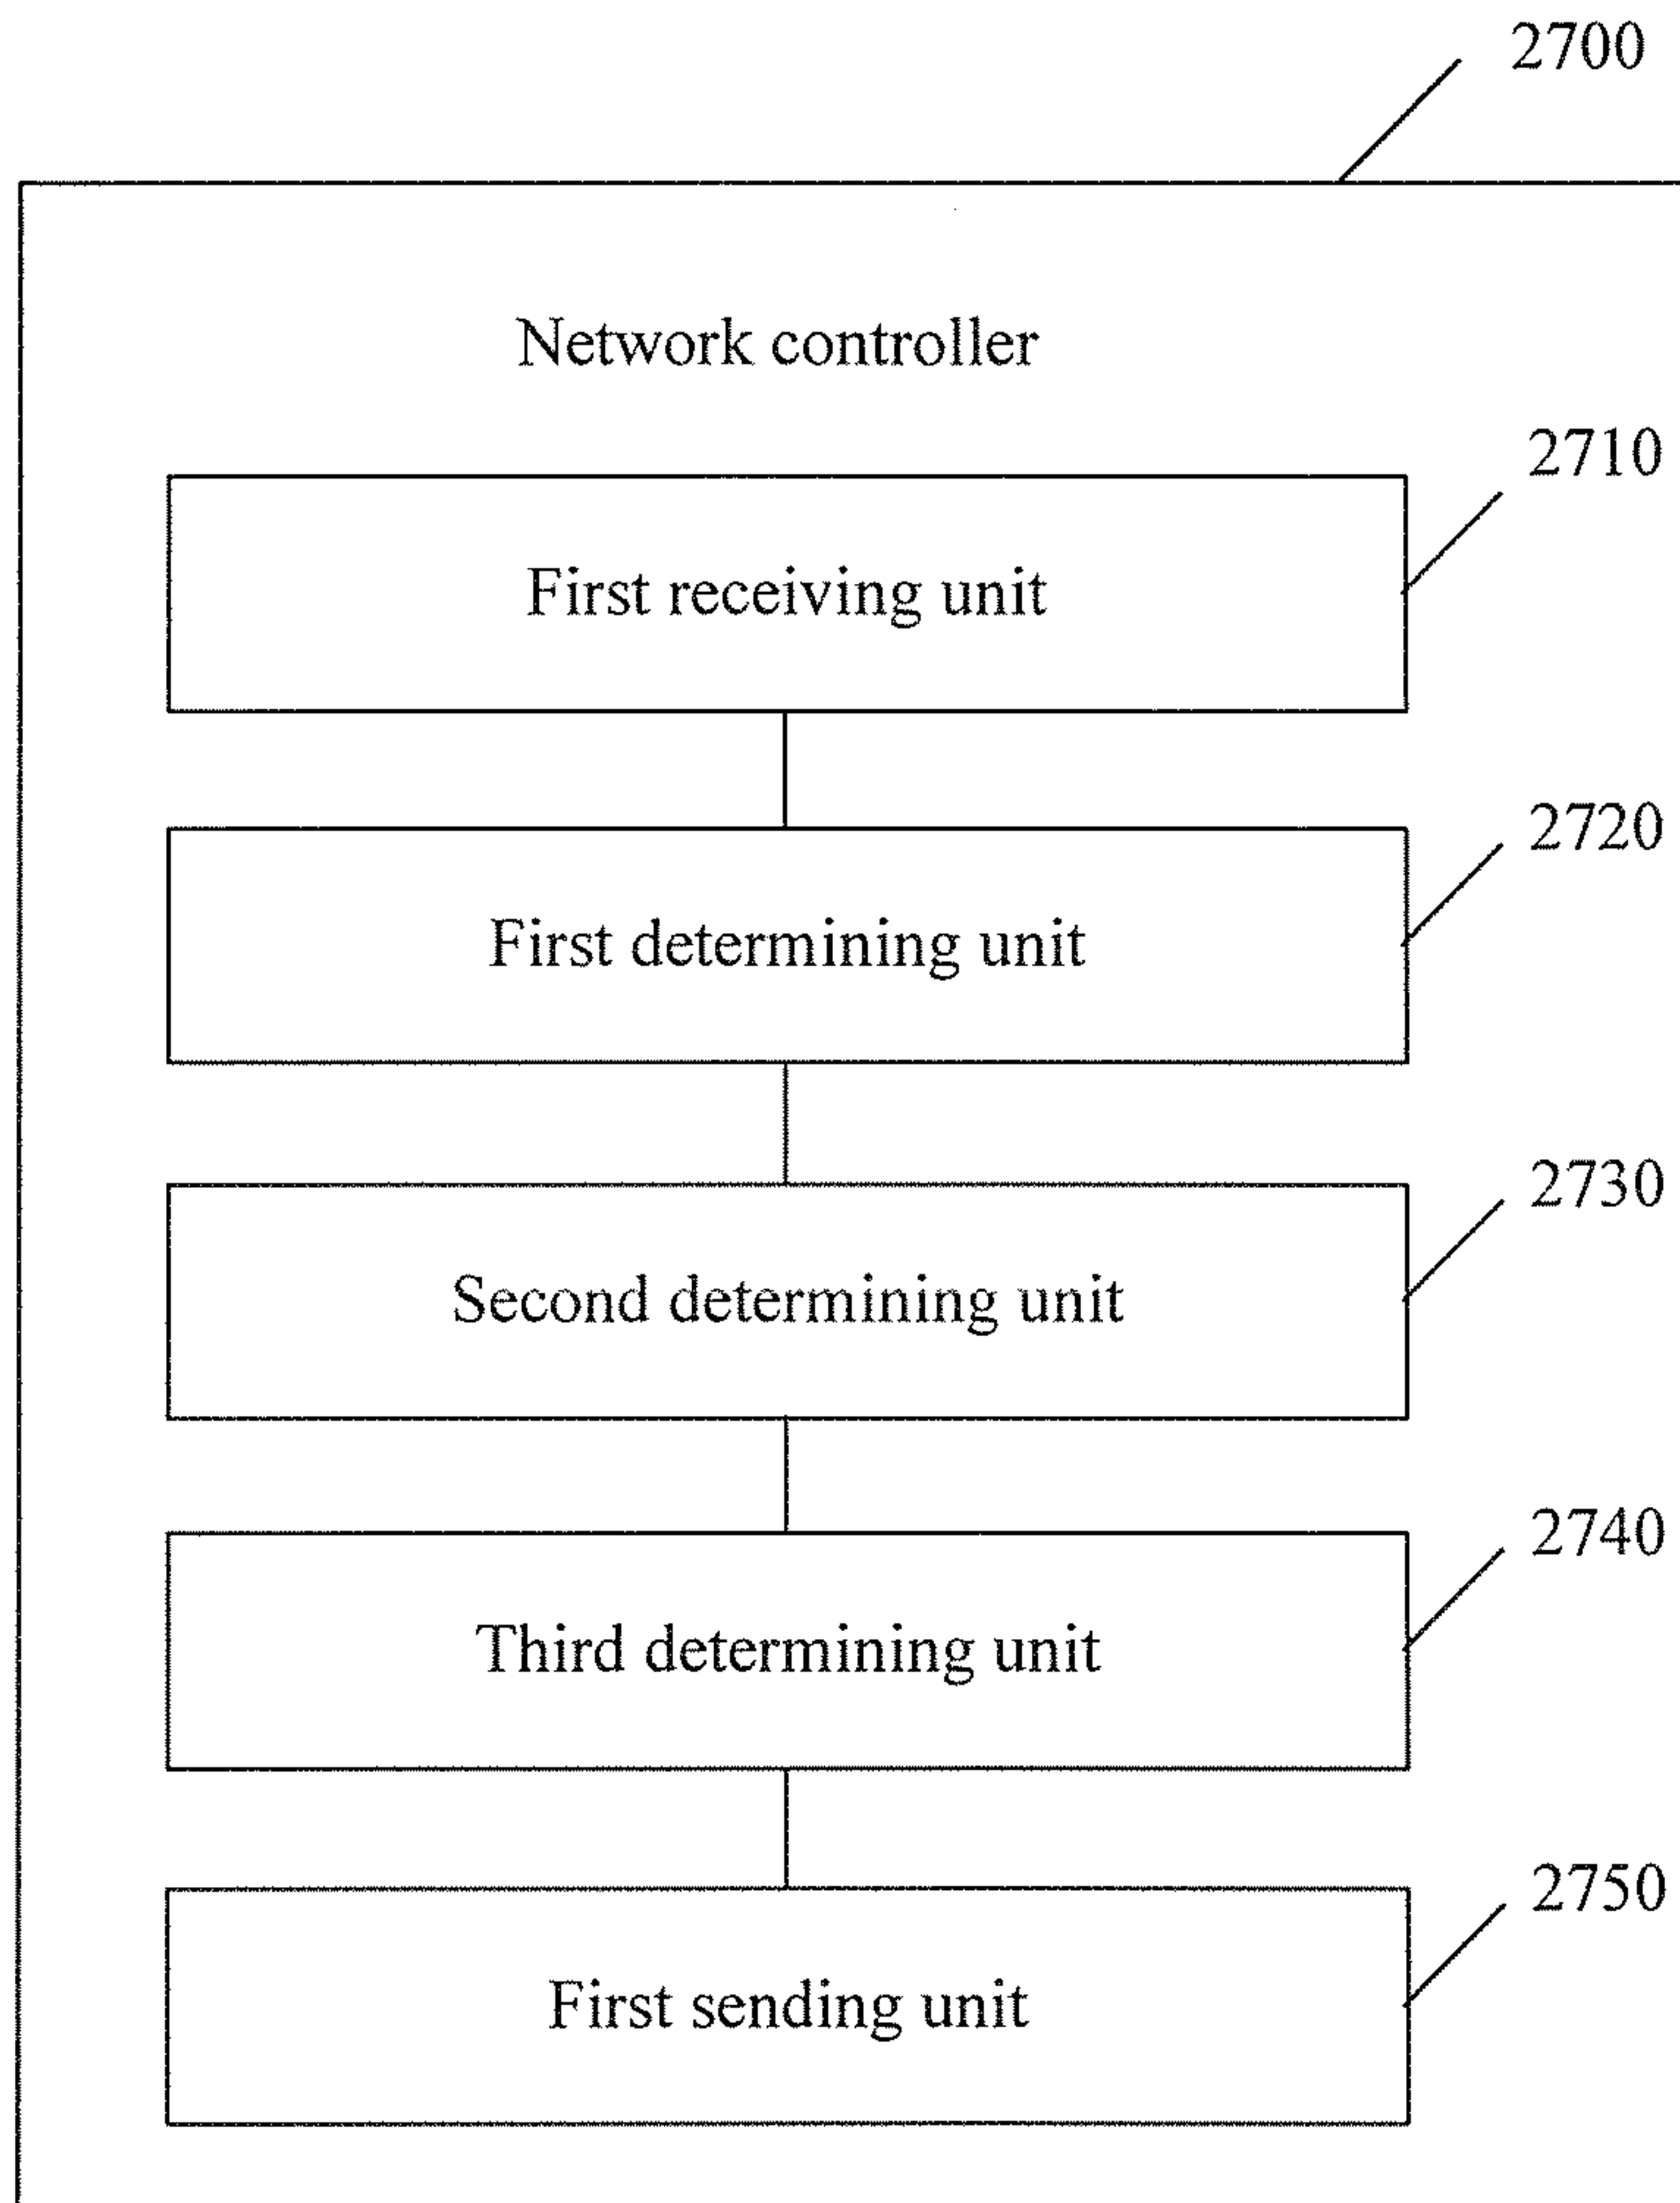 2700
Network controller
2710
First receiving unit
2720
First determining unit
2730
Second determining unit
2740
Third determining unit
2750
First sending unit